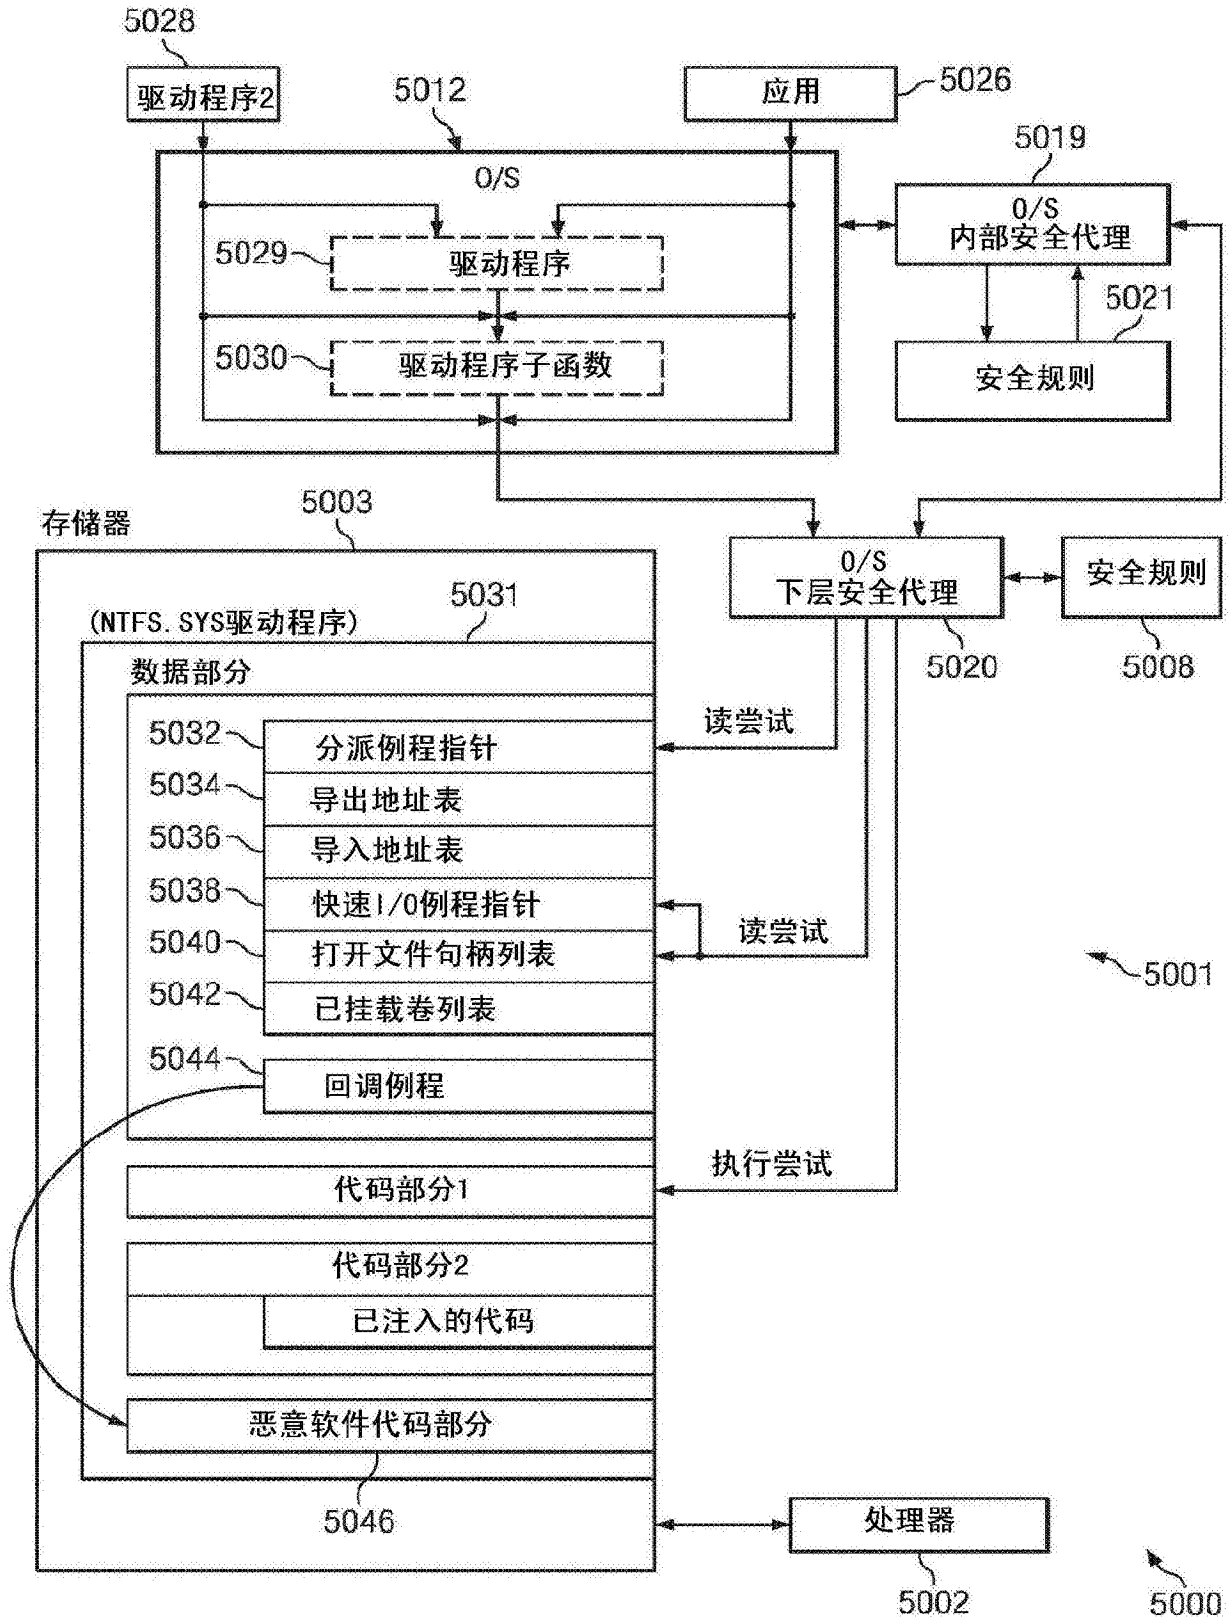 5028
驱动程序2
5012
应用
5026
O/S
5019
O/S
内部安全代理
5029
驱动程序
5021
安全规则
5030
驱动程序子函数
存储器
5003
O/S
下层安全代理
安全规则
5020
5008
5031
(NTFS.SYS驱动程序)
数据部分
读尝试
5032
分派例程指针
5034
导出地址表
5036
导入地址表
5038
快速I/O例程指针
读尝试
5040
打开文件句柄列表
5001
5042
已挂载卷列表
5044
回调例程
执行尝试
代码部分1
代码部分2
已注入的代码
恶意软件代码部分
5046
处理器
5002
5000